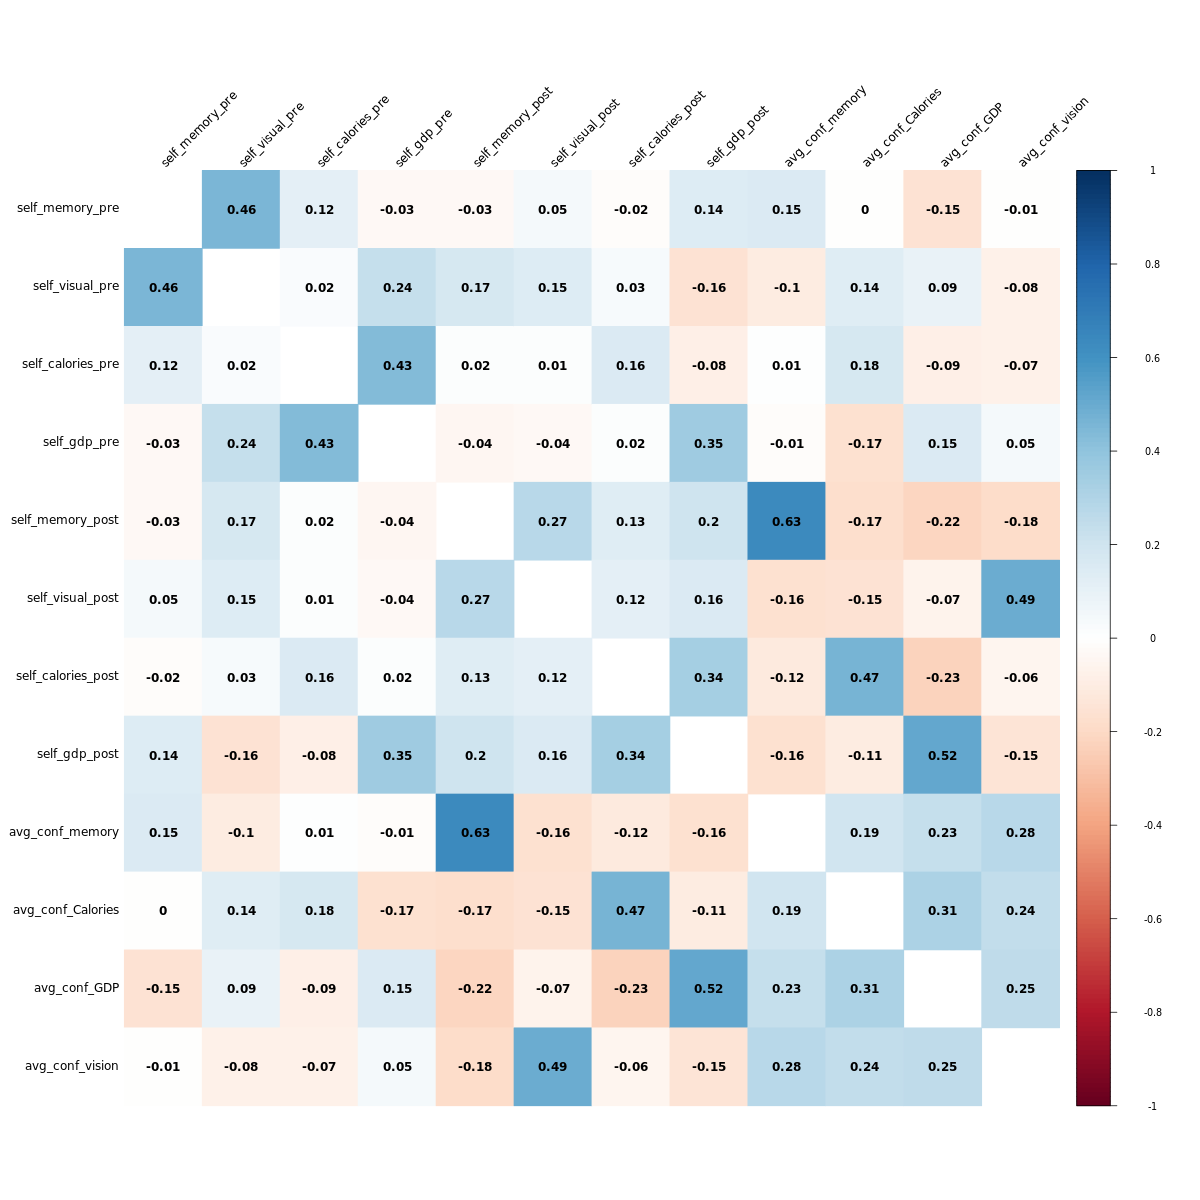 self_memory_pre self_visual_pre self_calories_pre self_gdp_pre self_memory_post self_visual_post self_calories_post self_gdp_post avg_conf_memory avg_conf_Calories avg_conf_GDP avg_conf_vision
self_memory_pre 0.46 0.12 -0.03 -0.03 0.05 -0.02 0.14 0.15 0 -0.15 -0.01
self_visual_pre 0.46 0.02 0.24 0.17 0.15 0.03 -0.16 -0.1 0.14 0.09 -0.08
self_calories_pre 0.12 0.02 0.43 0.02 0.01 0.16 -0.08 0.01 0.18 -0.09 -0.07
self_gdp_pre -0.03 0.24 0.43 -0.04 -0.04 0.02 0.35 -0.01 -0.17 0.15 0.05
self_memory_post -0.03 0.17 0.02 -0.04 0.27 0.13 0.2 0.63 -0.17 -0.22 -0.18
self_visual_post 0.05 0.15 0.01 -0.04 0.27 0.12 0.16 -0.16 -0.15 -0.07 0.49
self_calories_post -0.02 0.03 0.16 0.02 0.13 0.12 0.34 -0.12 0.47 -0.23 -0.06
self_gdp_post 0.14 -0.16 -0.08 0.35 0.2 0.16 0.34 -0.16 -0.11 0.52 -0.15
avg_conf_memory 0.15 -0.1 0.01 -0.01 0.63 -0.16 -0.12 -0.16 0.19 0.23 0.28
avg_conf_Calories 0 0.14 0.18 -0.17 -0.17 -0.15 0.47 -0.11 0.19 0.31 0.24
avg_conf_GDP -0.15 0.09 -0.09 0.15 -0.22 -0.07 -0.23 0.52 0.23 0.31 0.25
avg_conf_vision -0.01 -0.08 -0.07 0.05 -0.18 0.49 -0.06 -0.15 0.28 0.24 0.25
1
0.8
0.6
0.4
0.2
0
-0.2
-0.4
-0.6
-0.8
-1